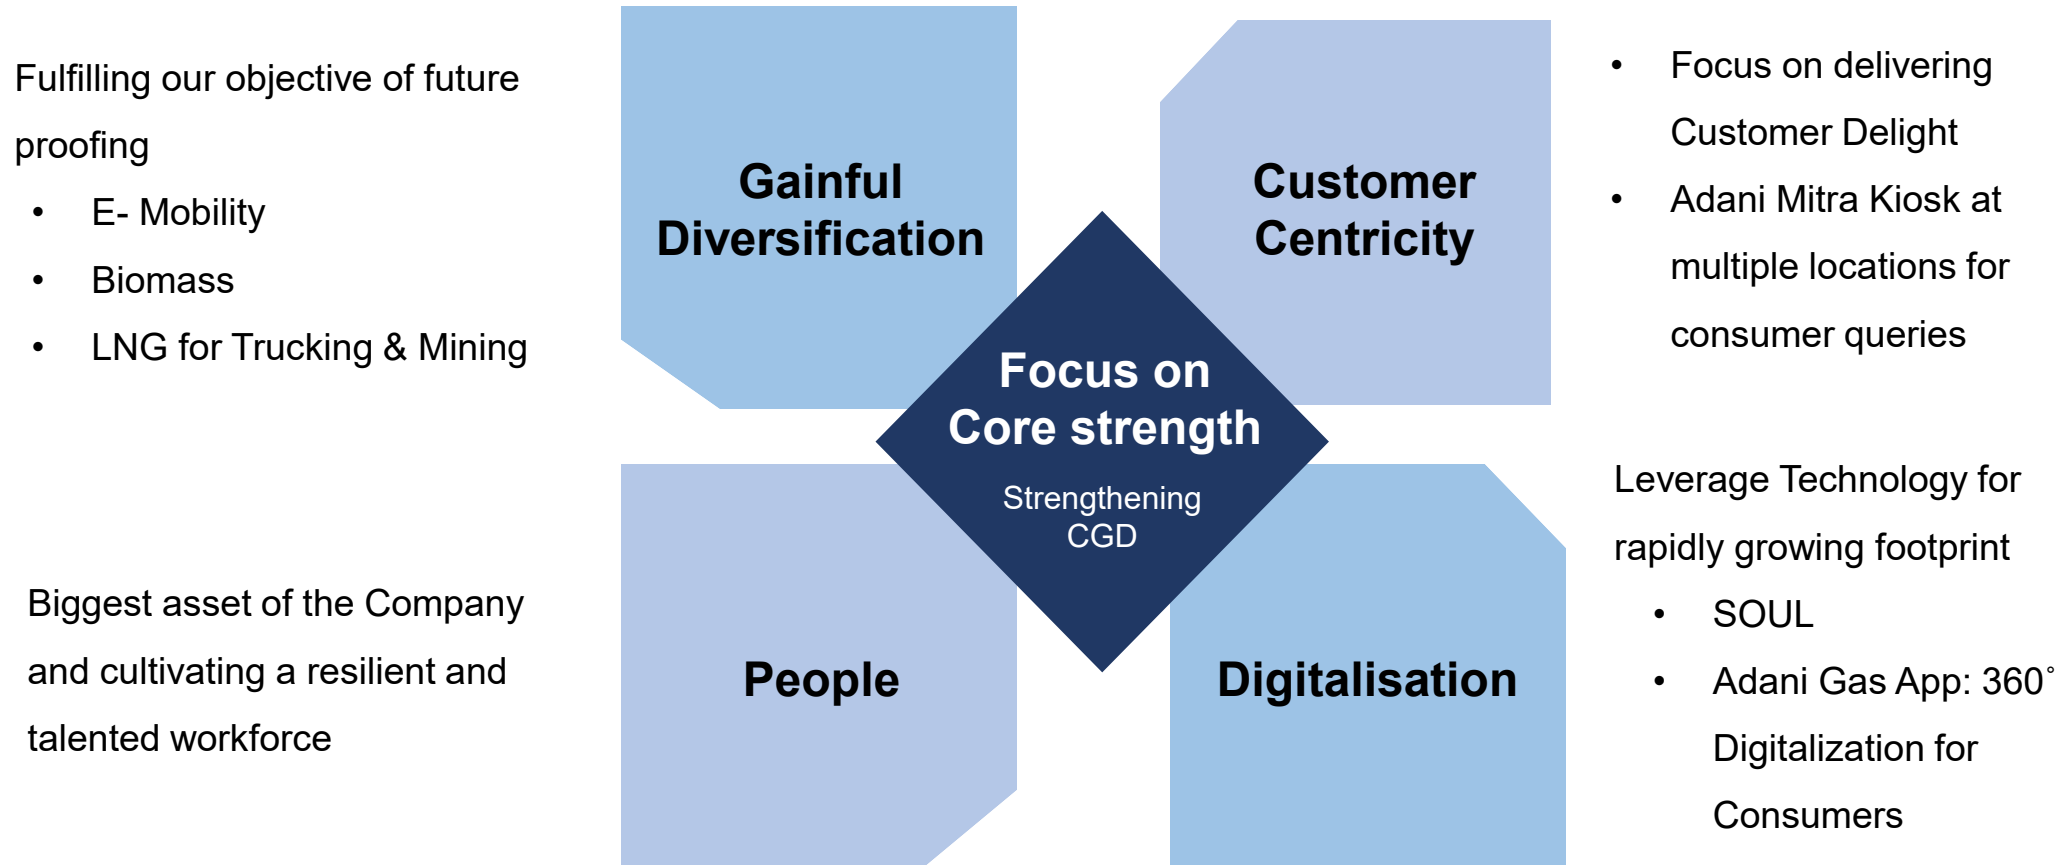 Fulfilling our objective of future
proofing
• E- Mobility
• Biomass
• LNG for Trucking & Mining
Gainful
Diversification
Customer
Centricity
• Focus on delivering
Customer Delight
• Adani Mitra Kiosk at
multiple locations for
consumer queries
Focus on
Core strength
Strengthening
CGD
Biggest asset of the Company
and cultivating a resilient and
talented workforce
People
Digitalisation
Leverage Technology for
rapidly growing footprint
• SOUL
• Adani Gas App: 360°
Digitalization for
Consumers